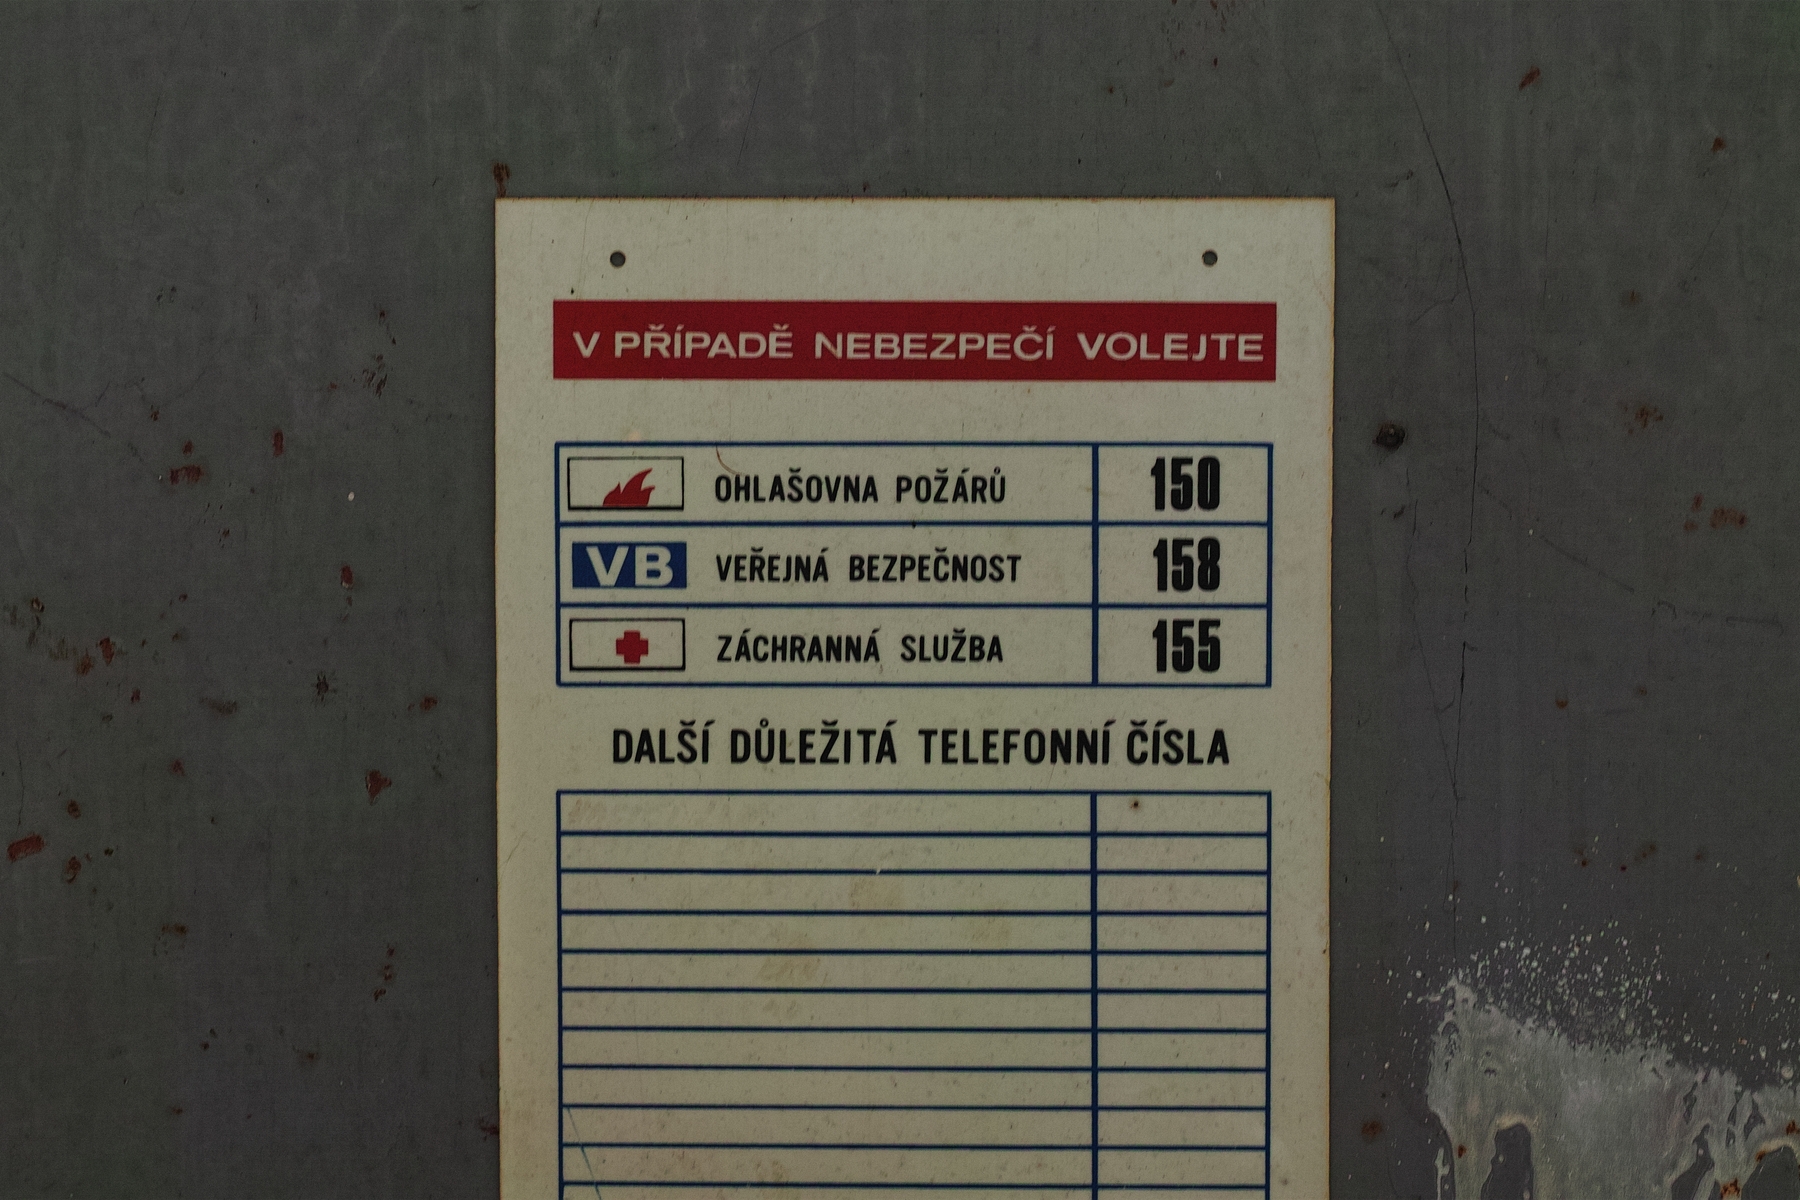 V PŘÍPADĚ NEBEZPEČÍ VOLEJTE
OHLAŠOVNA POŽÁRŮ 150
VB VEŘEJNÁ BEZPEČNOST 158
ZÁCHRANNÁ SLUŽBA 155
DALŠÍ DŮLEŽITÁ TELEFONNÍ ČÍSLA